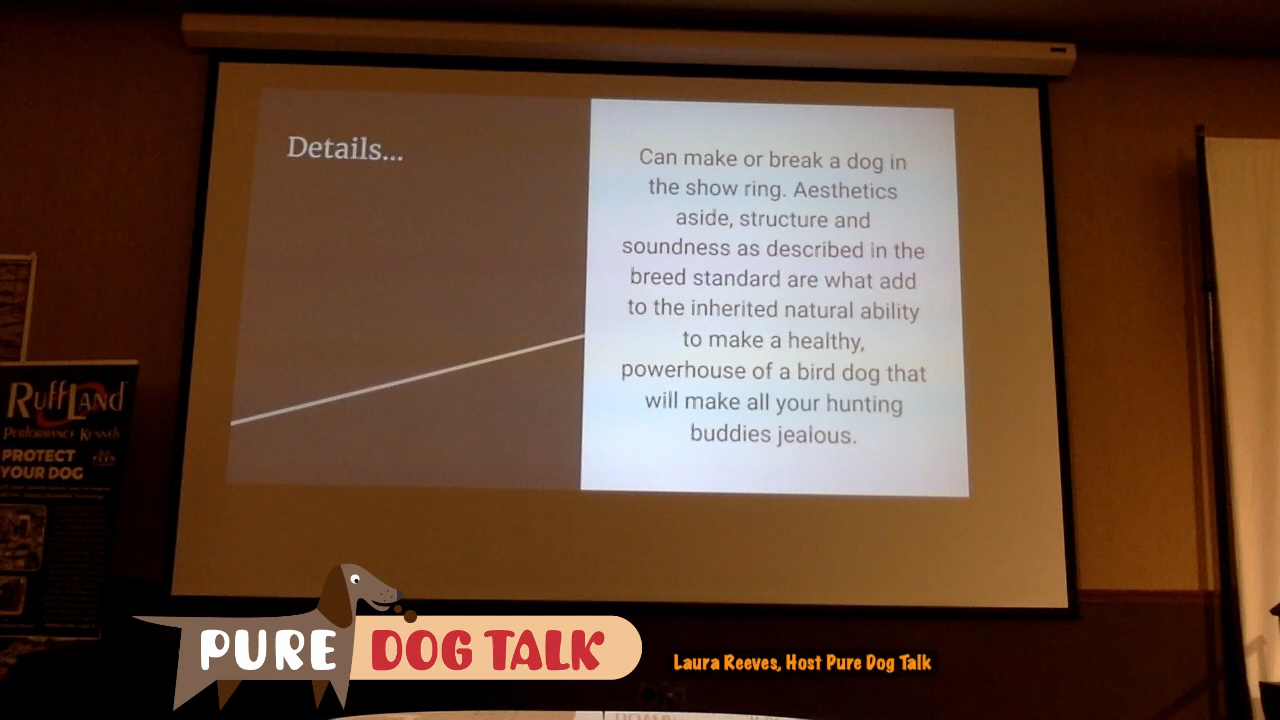 Details...
Can make or break a dog in
the show ring. Aesthetics
aside, structure and
soundness as described in the
breed standard are what add
to the inherited natural ability
to make a healthy,
powerhouse of a bird dog that
will make all your hunting
buddies jealous.
RUFFLAND
PERFORMANCE KENNELS
PROTECT
YOUR DOG
PURE DOG TALK
Laura Reeves, Host Pure Dog Talk